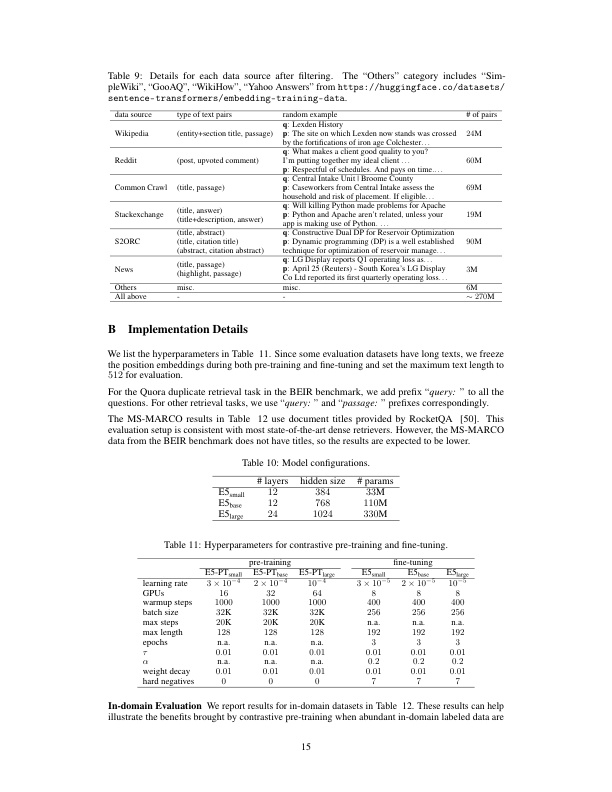 Table 9: Details for each data source after filtering. The “Others” category includes “Sim-
pleWiki”, “GooAQ”, “WikiHow”, “Yahoo Answers” from https://huggingface.co/datasets/
sentence-transformers/embedding-training-data.
data source type of text pairs random example # of pairs
Wikipedia (entity+section title, passage) q: Lexden History
p: The site on which Lexden now stands was crossed
by the fortifications of iron age Colchester... 24M
Reddit (post, upvoted comment) q: What makes a client good quality to you?
I'm putting together my ideal client ...
p: Respectful of schedules. And pays on time.... 60M
Common Crawl (title, passage) q: Central Intake Unit | Broome County
p: Caseworkers from Central Intake assess the
household and risk of placement. If eligible... 69M
Stackexchange (title, answer)
(title+description, answer) q: Will killing Python made problems for Apache
p: Python and Apache aren't related, unless your
app is making use of Python. ... 19M
S2ORC (title, abstract)
(title, citation title)
(abstract, citation abstract) q: Constructive Dual DP for Reservoir Optimization
p: Dynamic programming (DP) is a well established
technique for optimization of reservoir manage... 90M
News (title, passage)
(highlight, passage) q: LG Display reports Q1 operating loss as...
p: April 25 (Reuters) - South Korea's LG Display
Co Ltd reported its first quarterly operating loss... 3M
Others misc. misc. 6M
All above - - ~ 270M
B Implementation Details
We list the hyperparameters in Table 11. Since some evaluation datasets have long texts, we freeze
the position embeddings during both pre-training and fine-tuning and set the maximum text length to
512 for evaluation.
For the Quora duplicate retrieval task in the BEIR benchmark, we add prefix “query: ” to all the
questions. For other retrieval tasks, we use “query: ” and “passage: ” prefixes correspondingly.
The MS-MARCO results in Table 12 use document titles provided by RocketQA [50]. This
evaluation setup is consistent with most state-of-the-art dense retrievers. However, the MS-MARCO
data from the BEIR benchmark does not have titles, so the results are expected to be lower.
Table 10: Model configurations.
# layers hidden size # params
E5small 12 384 33M
E5base 12 768 110M
E5large 24 1024 330M
Table 11: Hyperparameters for contrastive pre-training and fine-tuning.
pre-training fine-tuning
E5-PTsmall E5-PTbase E5-PTlarge E5small E5base E5large
learning rate 3 × 10⁻⁴ 2 × 10⁻⁴ 10⁻⁴ 3 × 10⁻⁵ 2 × 10⁻⁵ 10⁻⁵
GPUs 16 32 64 8 8 8
warmup steps 1000 1000 1000 400 400 400
batch size 32K 32K 32K 256 256 256
max steps 20K 20K 20K n.a. n.a. n.a.
max length 128 128 128 192 192 192
epochs n.a. n.a. n.a. 3 3 3
τ 0.01 0.01 0.01 0.01 0.01 0.01
α n.a. n.a. n.a. 0.2 0.2 0.2
weight decay 0.01 0.01 0.01 0.01 0.01 0.01
hard negatives 0 0 0 7 7 7
In-domain Evaluation We report results for in-domain datasets in Table 12. These results can help
illustrate the benefits brought by contrastive pre-training when abundant in-domain labeled data are
15